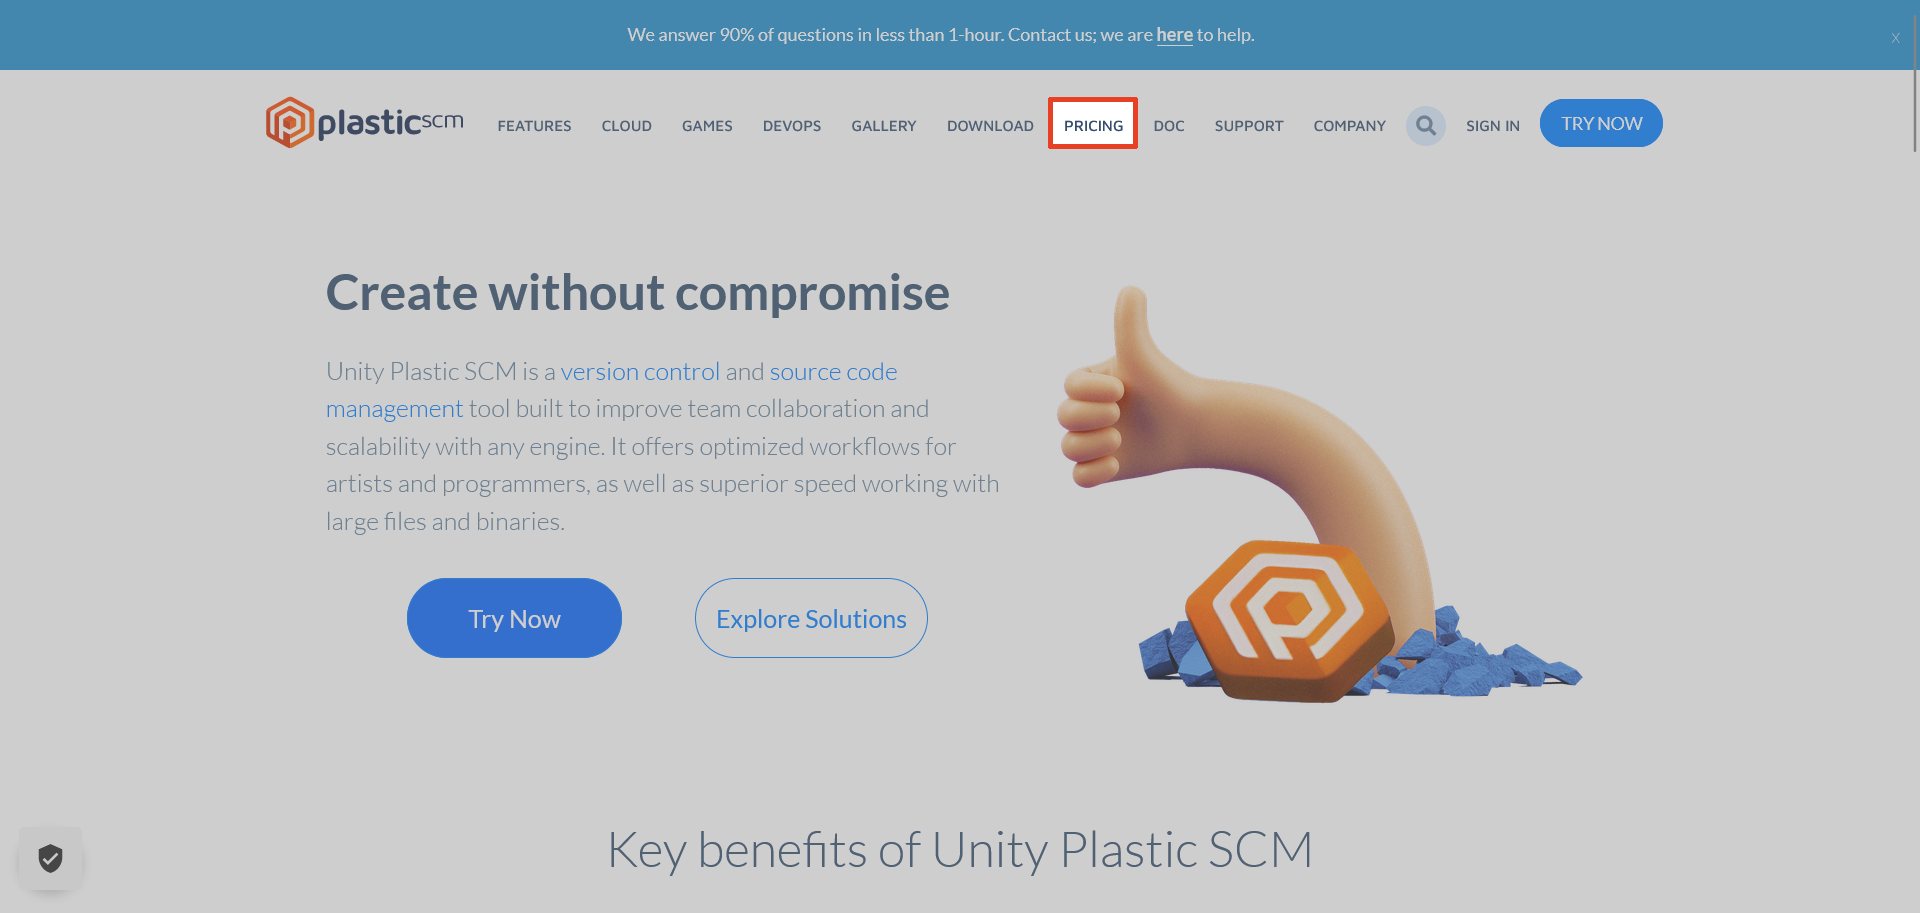 We answer 90% of questions in less than 1-hour. Contact us; we are here to help.
x
plasticscm
FEATURES CLOUD GAMES DEVOPS GALLERY DOWNLOAD PRICING DOC SUPPORT COMPANY SIGN IN TRY NOW
Create without compromise
Unity Plastic SCM is a version control and source code
management tool built to improve team collaboration and
scalability with any engine. It offers optimized workflows for
artists and programmers, as well as superior speed working with
large files and binaries.
Try Now Explore Solutions
Key benefits of Unity Plastic SCM